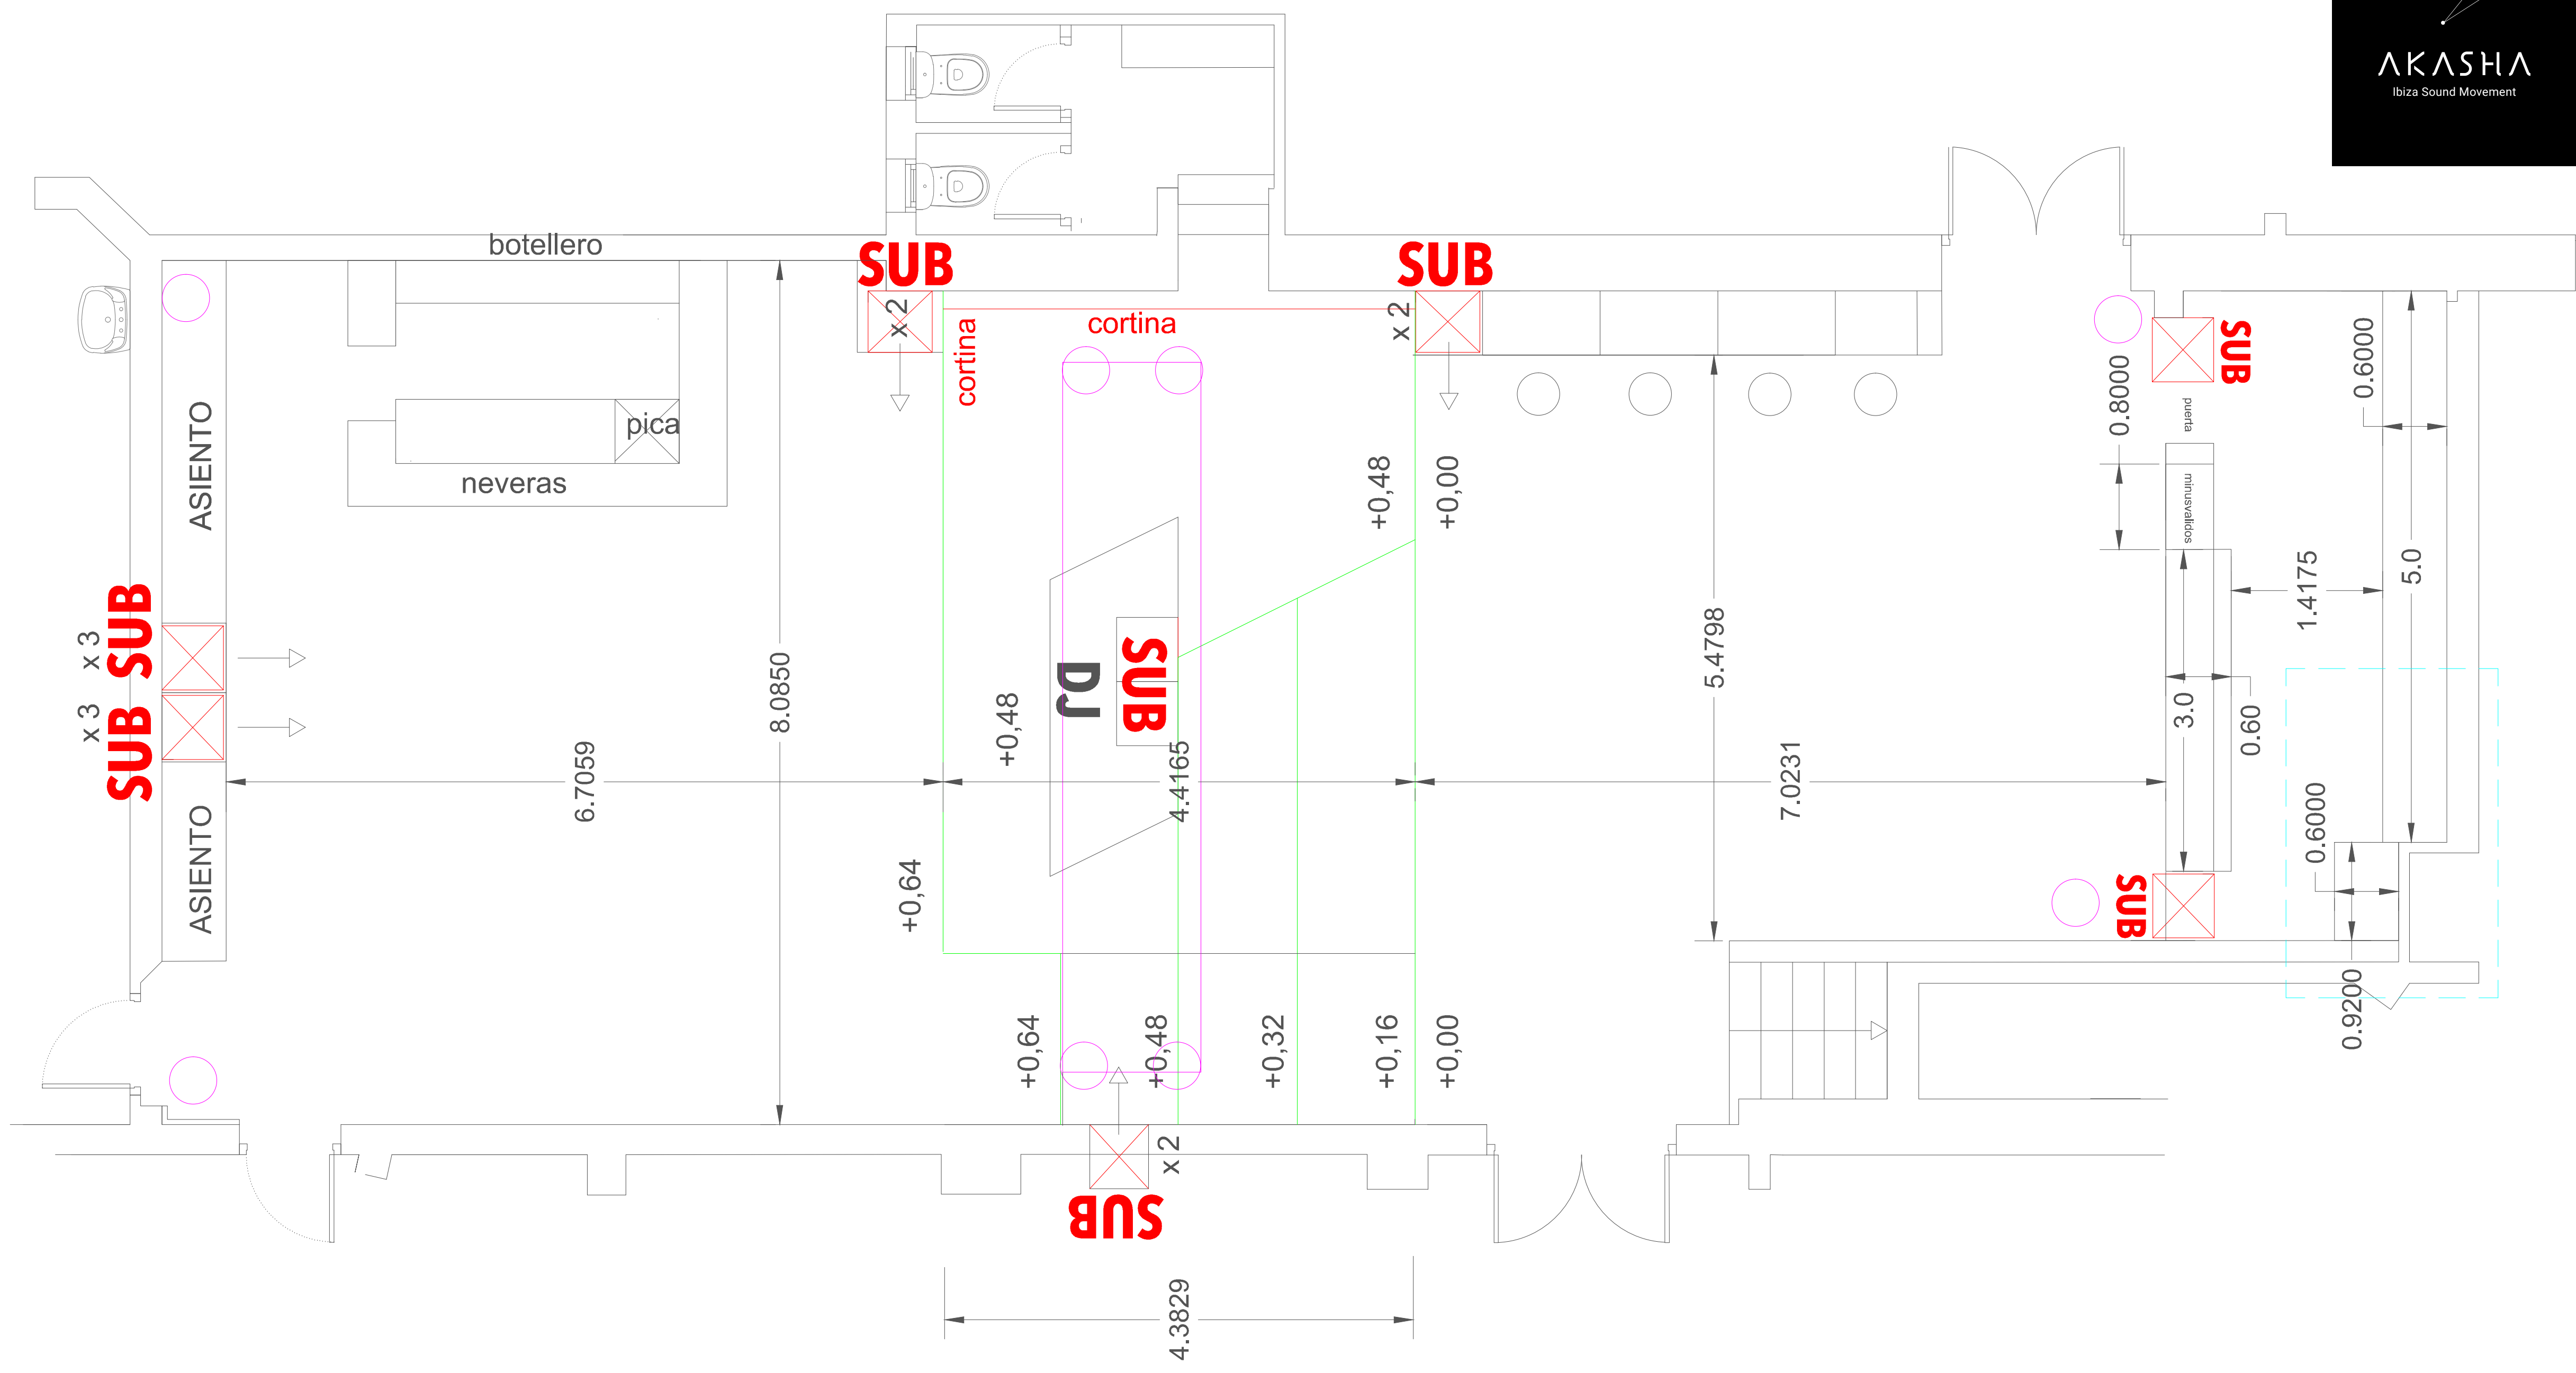 AKASHA
Ibiza Sound Movement
botellero
SUB
x 2
SUB
x 2
cortina
cortina
SUB
puerta
0.8000
0.6000
ASIENTO
pica
neveras
+0,48
+0,00
minusvalidos
1.4175
5.0
x 3
SUB
x 3
SUB
8.0850
DJ
SUB
+0,48
5.4798
3.0
0.60
6.7059
4.4165
7.0231
0.6000
ASIENTO
+0,64
SUB
0.9200
+0,64
+0,48
+0,32
+0,16
+0,00
x 2
SUB
4.3829